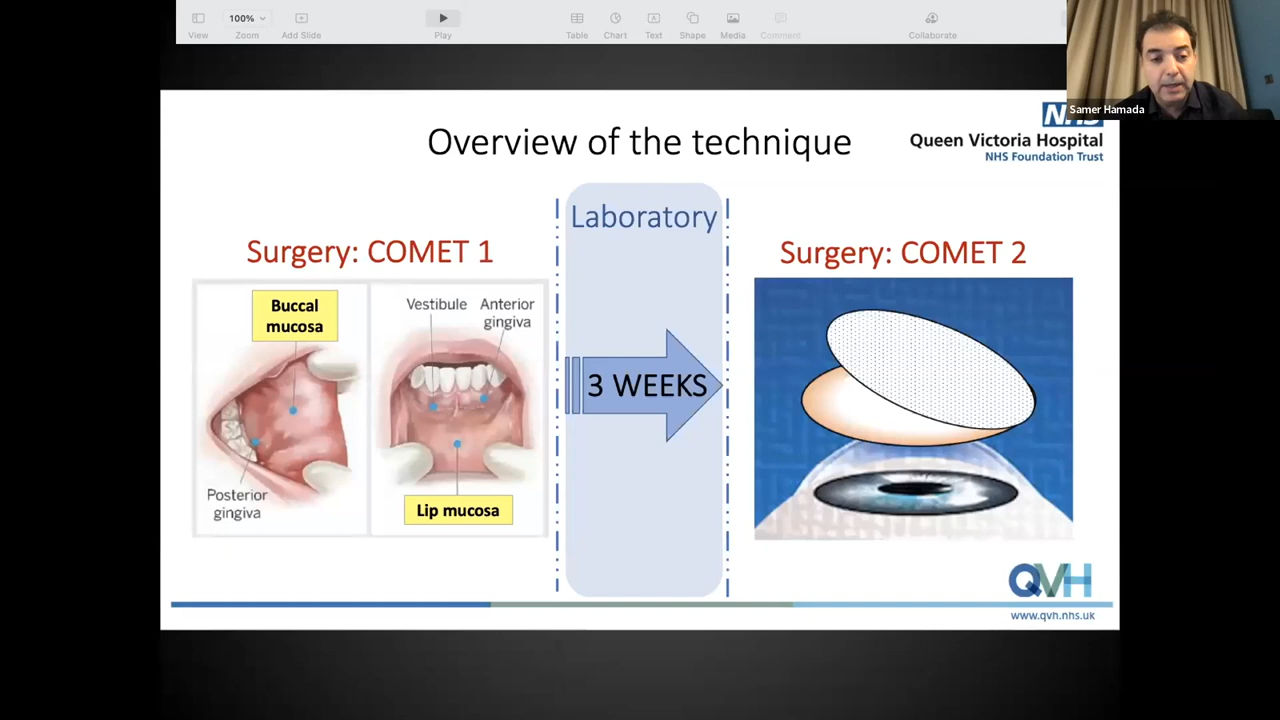 100%
View
Zoom
Add Slide
Play
Table
Chart
Text
Shape
Media
Comment
Collaborate
Samer Hamada
NHS
Queen Victoria Hospital
NHS Foundation Trust
Overview of the technique
Surgery: COMET 1
Laboratory
Surgery: COMET 2
Buccal
mucosa
Posterior
gingiva
Vestibule
Anterior
gingiva
Lip mucosa
3 WEEKS
QVH
www.qvh.nhs.uk